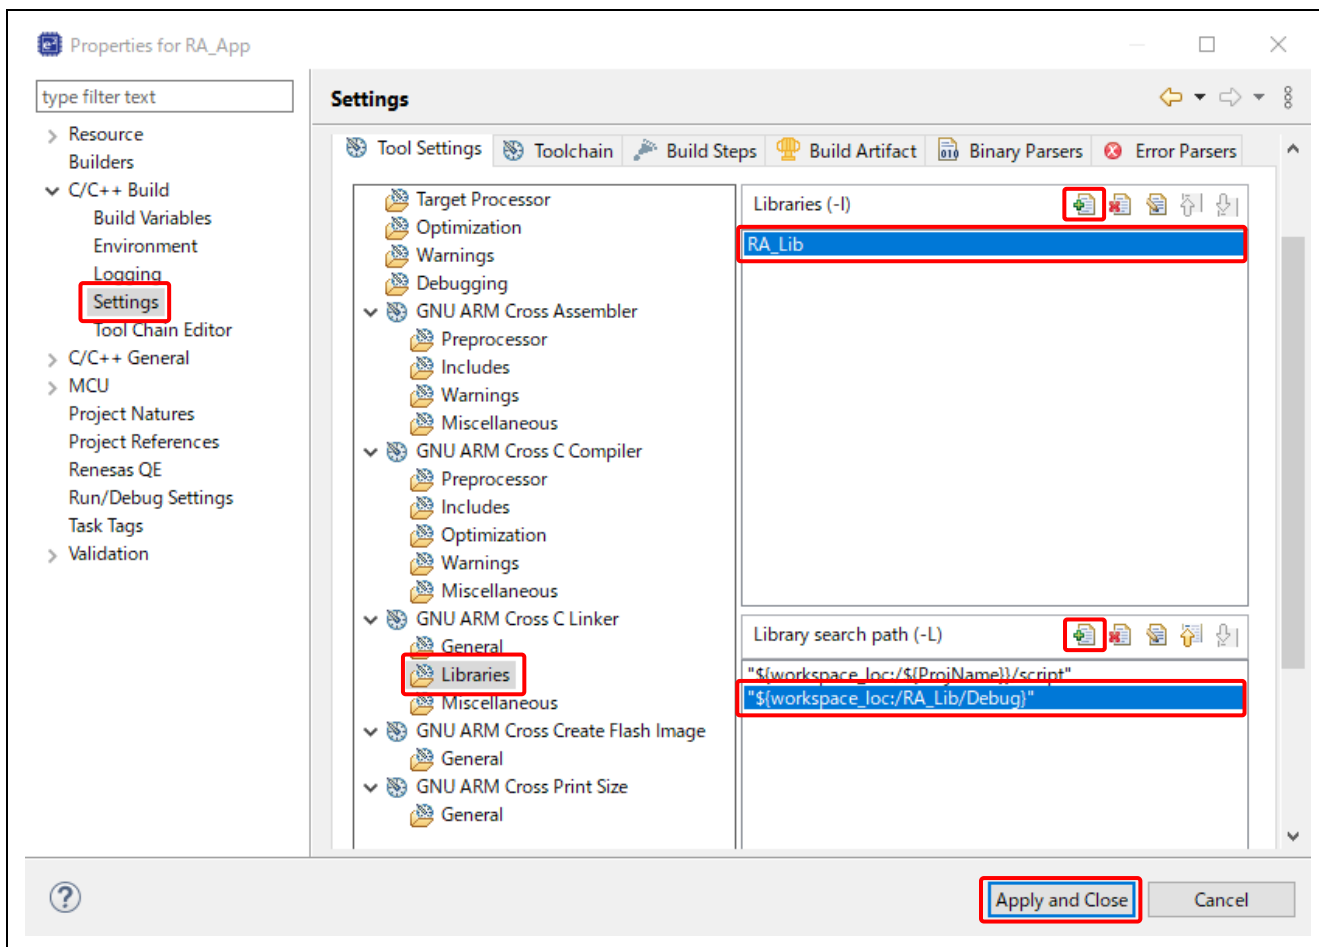 Properties for RA_App
type filter text
Resource
Builders
C/C++ Build
Build Variables
Environment
Logging
Settings
Tool Chain Editor
C/C++ General
MCU
Project Natures
Project References
Renesas QE
Run/Debug Settings
Task Tags
Validation
Settings
Tool Settings
Toolchain
Build Steps
Build Artifact
Binary Parsers
Error Parsers
Target Processor
Optimization
Warnings
Debugging
GNU ARM Cross Assembler
Preprocessor
Includes
Warnings
Miscellaneous
GNU ARM Cross C Compiler
Preprocessor
Includes
Optimization
Warnings
Miscellaneous
GNU ARM Cross C Linker
General
Libraries
Miscellaneous
GNU ARM Cross Create Flash Image
General
GNU ARM Cross Print Size
General
Libraries (-l)
RA_Lib
Library search path (-L)
"${workspace_loc:/${ProjName}}/script"
"${workspace_loc:/RA_Lib/Debug}"
Apply and Close
Cancel